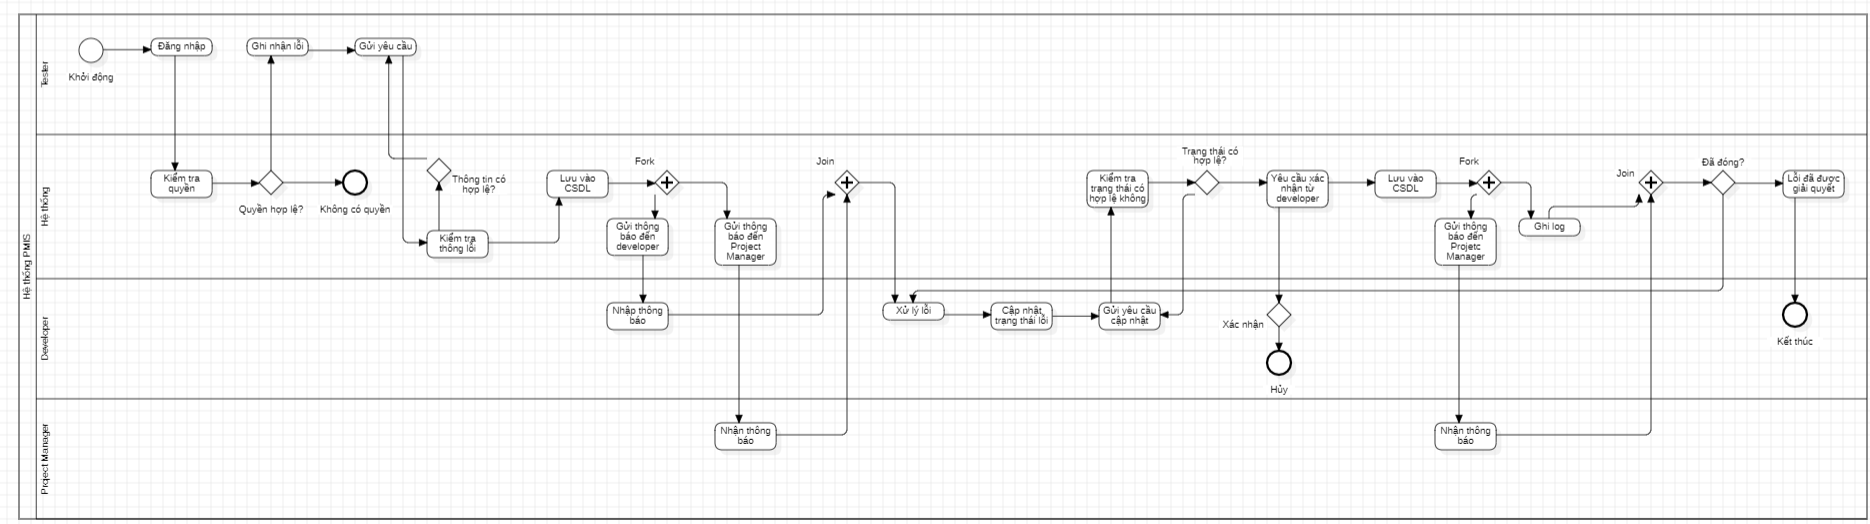 Hệ thống PMIS
Tester
Khởi động
Đăng nhập
Ghi nhận lỗi
Gửi yêu cầu
Hệ thống
Kiểm tra
quyền
Quyền hợp lệ?
Không có quyền
Thông tin có
hợp lệ?
Kiểm tra
thông lỗi
Lưu vào
CSDL
Fork
Gửi thông
báo đến
developer
Gửi thông
báo đến
Project
Manager
Join
Kiểm tra
trạng thái có
hợp lệ không
Trạng thái có
hợp lệ?
Yêu cầu xác
nhận từ
developer
Lưu vào
CSDL
Fork
Gửi thông
báo đến
Projetc
Manager
Ghi log
Join
Đã đóng?
Lỗi đã được
giải quyết
Developer
Nhập thông
báo
Xử lý lỗi
Cập nhật
trạng thái lỗi
Gửi yêu cầu
cập nhật
Xác nhận
Hủy
Kết thúc
Project Manager
Nhận thông
báo
Nhận thông
báo